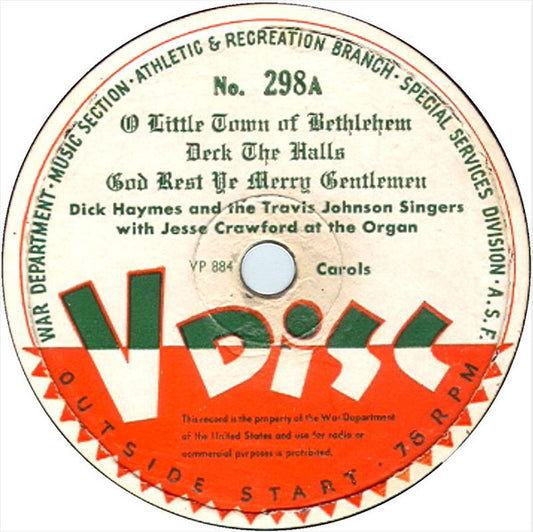 WAR DEPARTMENT · MUSIC SECTION · ATHLETIC & RECREATION BRANCH · SPECIAL SERVICES DIVISION · A.S.F.
No. 298A
O Little Town of Bethlehem
Deck The Halls
God Rest Ye Merry Gentlemen
Dick Haymes and the Travis Johnson Singers
with Jesse Crawford at the Organ
VP 884 Carols
V DISC
This record is the property of the War Department
of the United States and use for radio or
commercial purposes is prohibited.
OUTSIDE START · 78 RPM